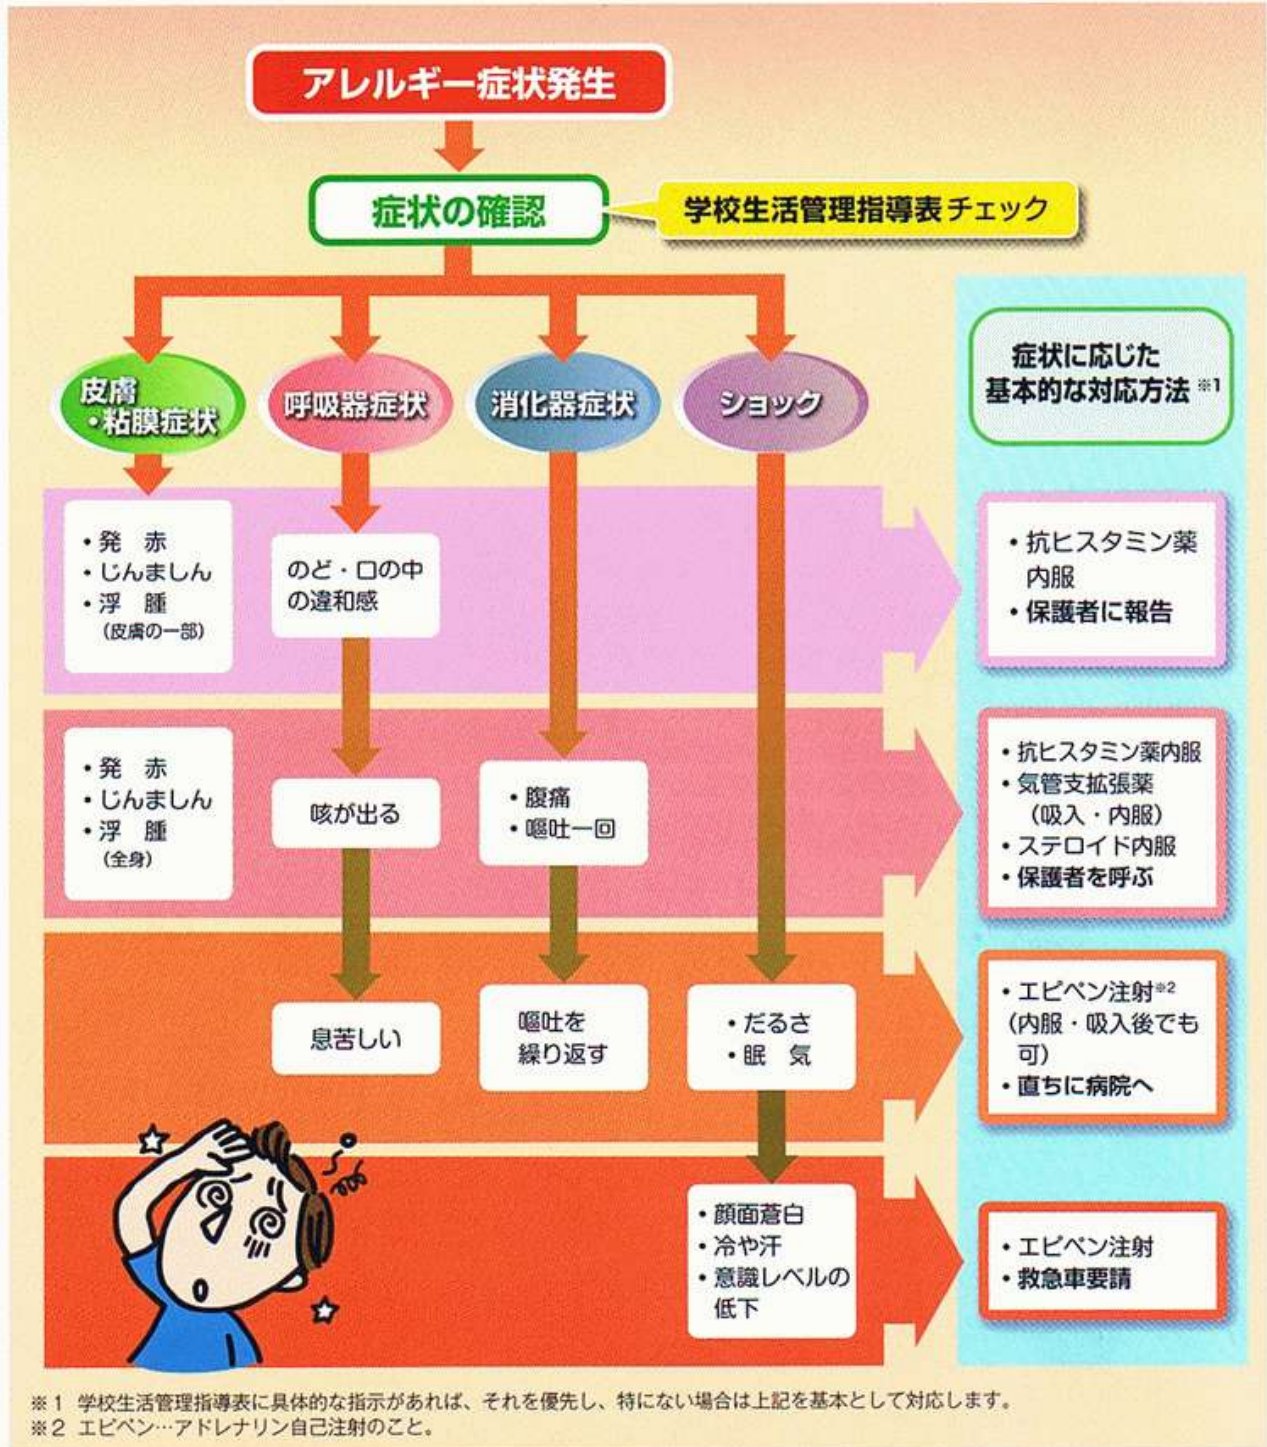 アレルギー症状発生
症状の確認
学校生活管理指導表チェック
皮膚
・粘膜症状
呼吸器症状
消化器症状
ショック
症状に応じた
基本的な対応方法※1
・発　赤
・じんましん
・浮　腫
（皮膚の一部）
のど・口の中
の違和感
・抗ヒスタミン薬
内服
・保護者に報告
・発　赤
・じんましん
・浮　腫
（全身）
咳が出る
・腹痛
・嘔吐一回
・抗ヒスタミン薬内服
・気管支拡張薬
（吸入・内服）
・ステロイド内服
・保護者を呼ぶ
息苦しい
嘔吐を
繰り返す
・だるさ
・眠　気
・エピペン注射※2
（内服・吸入後でも
可）
・直ちに病院へ
・顔面蒼白
・冷や汗
・意識レベルの
低下
・エピペン注射
・救急車要請
※1 学校生活管理指導表に具体的な指示があれば、それを優先し、特にない場合は上記を基本として対応します。
※2 エピペン…アドレナリン自己注射のこと。